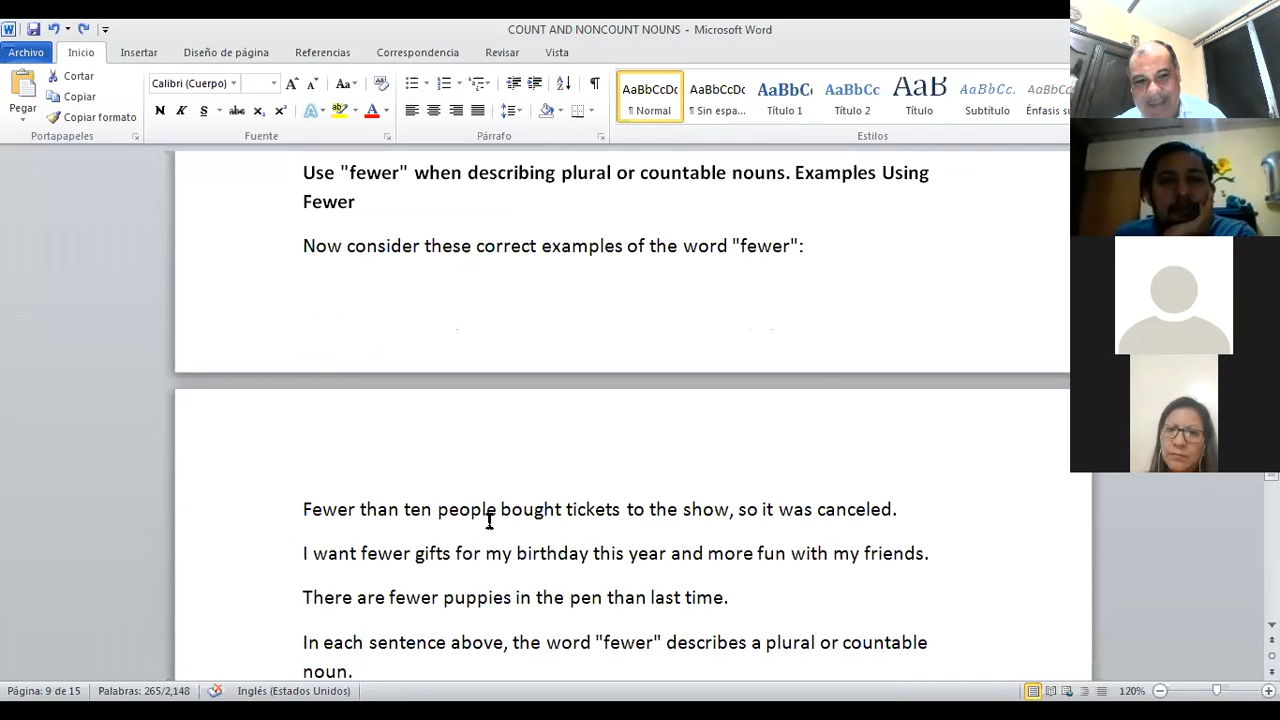 COUNT AND NONCOUNT NOUNS - Microsoft Word
Archivo Inicio Insertar Diseño de página Referencias Correspondencia Revisar Vista
Pegar Cortar Copiar Copiar formato
Portapapeles
Calibri (Cuerpo)
N K S abc x₂ x²
Fuente
Párrafo
AaBbCcDc ¶ Normal
AaBbCcDc ¶ Sin espa...
AaBbC Título 1
AaBbCc Título 2
AaB Título
AaBbCc. Subtítulo
AaBbCc Énfasis su
Estilos
Use "fewer" when describing plural or countable nouns. Examples Using
Fewer
Now consider these correct examples of the word "fewer":
Fewer than ten people bought tickets to the show, so it was canceled.
I want fewer gifts for my birthday this year and more fun with my friends.
There are fewer puppies in the pen than last time.
In each sentence above, the word "fewer" describes a plural or countable
noun.
Página: 9 de 15 Palabras: 265/2,148 Inglés (Estados Unidos) 120%